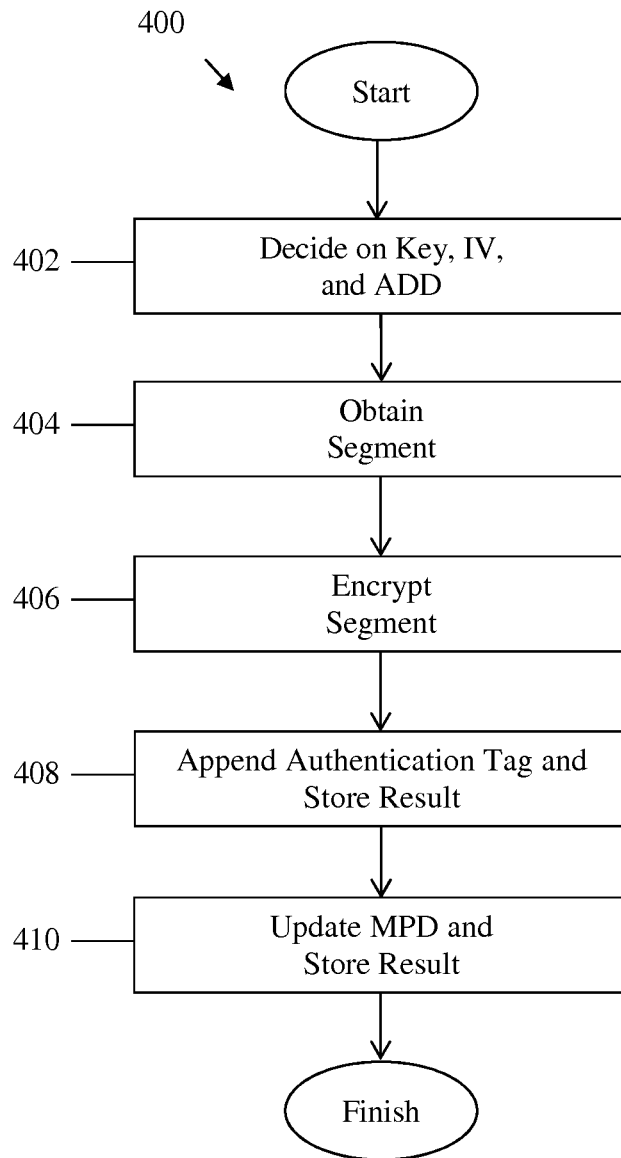 400
Start
402
Decide on Key, IV,
and ADD
404
Obtain
Segment
406
Encrypt
Segment
408
Append Authentication Tag and
Store Result
410
Update MPD and
Store Result
Finish